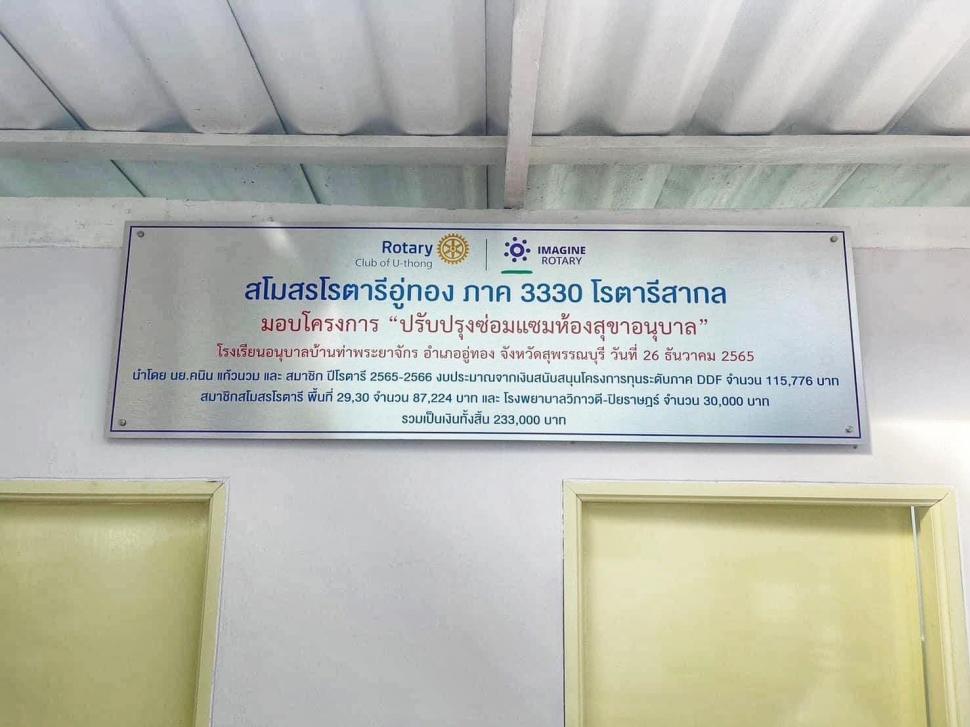 Rotary
Club of U-thong
IMAGINE
ROTARY
สโมสรโรตารีอู่ทอง ภาค 3330 โรตารีสากล
มอบโครงการ “ปรับปรุงซ่อมแซมห้องสุขาอนุบาล”
โรงเรียนอนุบาลบ้านท่าพระยาจักร อำเภออู่ทอง จังหวัดสุพรรณบุรี วันที่ 26 ธันวาคม 2565
นำโดย นย.คนิน แก้วนวม และ สมาชิก ปีโรตารี 2565-2566 งบประมาณจากเงินสนับสนุนโครงการทุนระดับภาค DDF จำนวน 115,776 บาท
สมาชิกสโมสรโรตารี พื้นที่ 29,30 จำนวน 87,224 บาท และ โรงพยาบาลวิภาวดี-ปิยราษฎร์ จำนวน 30,000 บาท
รวมเป็นเงินทั้งสิ้น 233,000 บาท